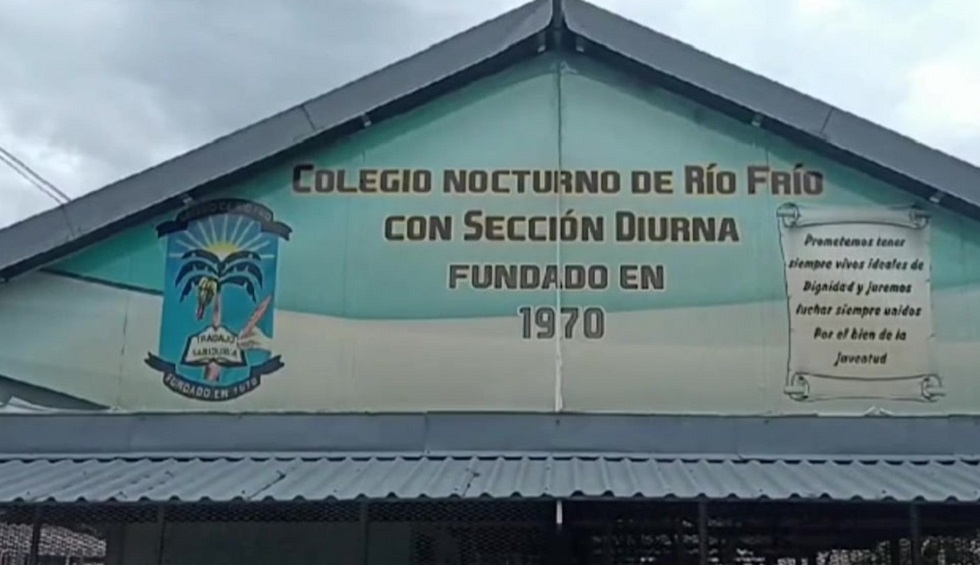 COLEGIO NOCTURNO DE RÍO FRÍO
CON SECCIÓN DIURNA
FUNDADO EN
1970
TRABAJO
SABIDURIA
FUNDADO EN 1970
Prometemos tener
siempre vivos ideales de
Dignidad y juremos
luchar siempre unidos
Por el bien de la
juventud